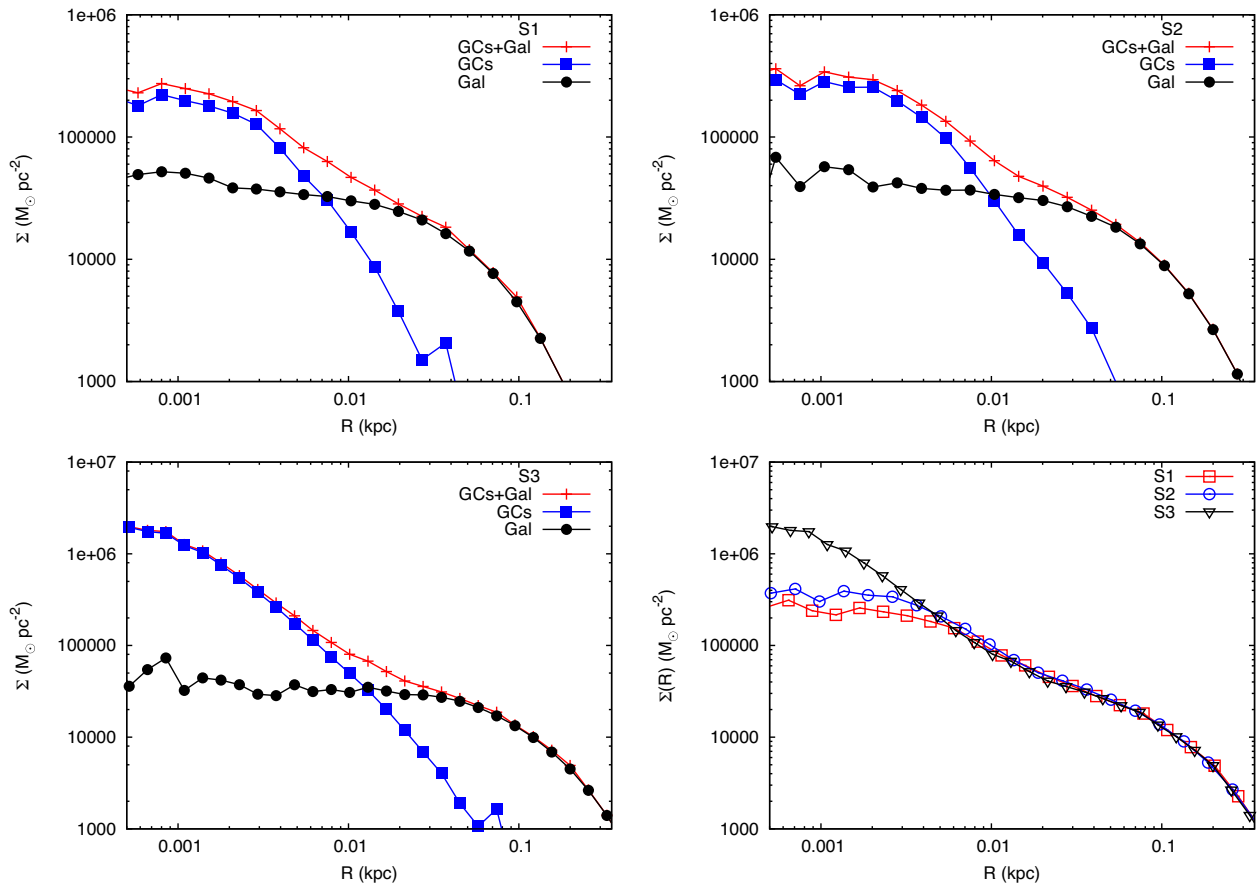 1e+06
100000
10000
1000
Σ (M⊙ pc⁻²)
S1
GCs+Gal
GCs
Gal
0.001
0.01
0.1
R (kpc)
1e+06
100000
10000
1000
Σ (M⊙ pc⁻²)
S2
GCs+Gal
GCs
Gal
0.001
0.01
0.1
R (kpc)
1e+07
1e+06
100000
10000
1000
Σ (M⊙ pc⁻²)
S3
GCs+Gal
GCs
Gal
0.001
0.01
0.1
R (kpc)
1e+07
1e+06
100000
10000
1000
Σ(R) (M⊙ pc⁻²)
S1
S2
S3
0.001
0.01
0.1
R (kpc)